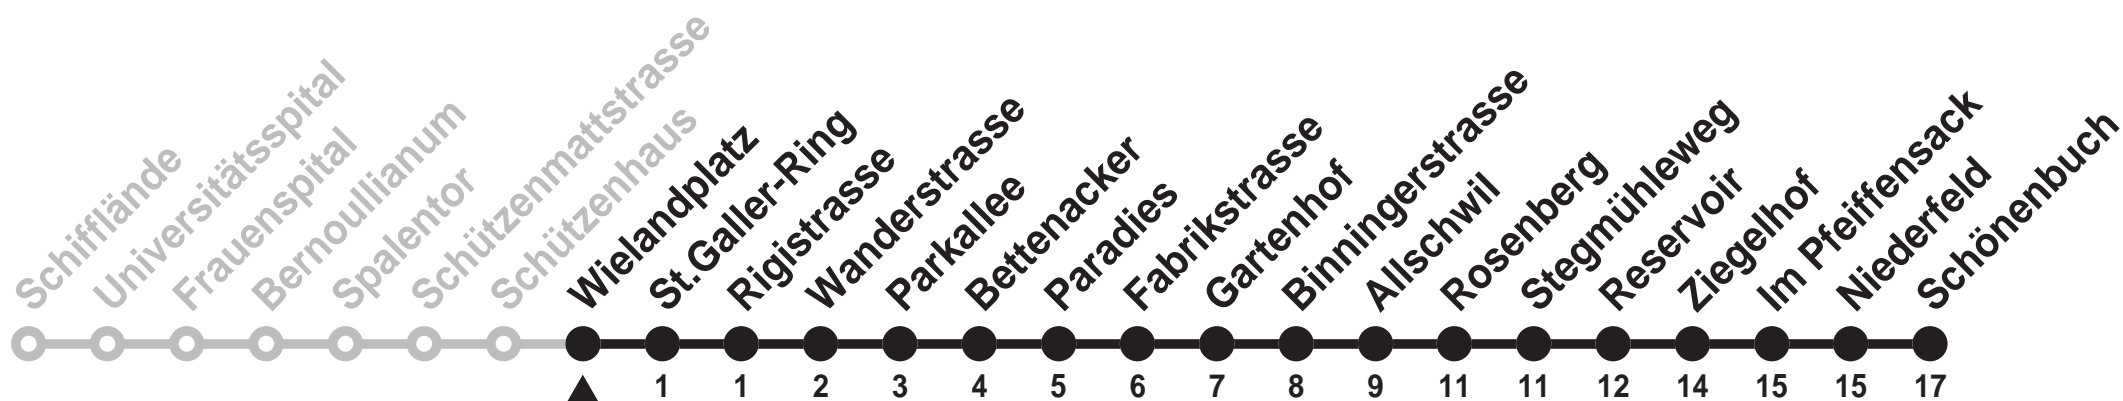 Schifflände
Universitätsspital
Frauenspital
Bernoullianum
Spalentor
Schützenmattstrasse
Schützenhaus
Wielandplatz
St.Galler-Ring
Rigistrasse
Wanderstrasse
Parkallee
Bettenacker
Paradies
Fabrikstrasse
Gartenhof
Binningerstrasse
Allschwil
Rosenberg
Stegmühleweg
Reservoir
Ziegelhof
Im Pfeiffensack
Niederfeld
Schönenbuch
1 1 2 3 4 5 6 7 8 9 11 11 12 14 15 15 17